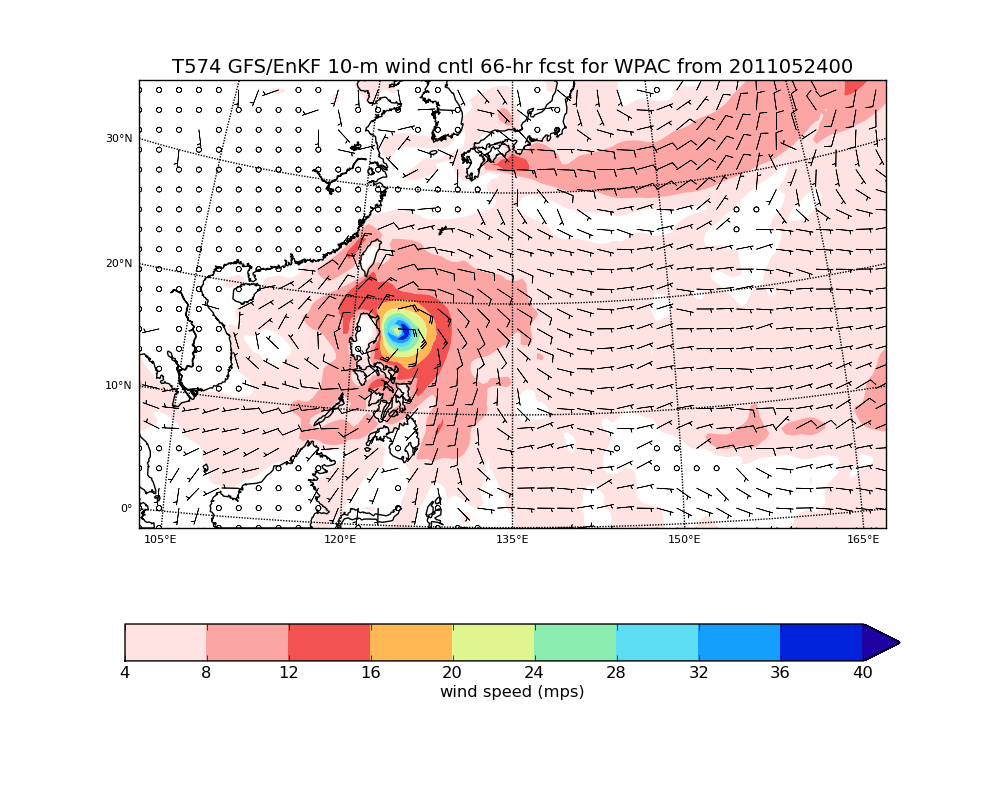 T574 GFS/EnKF 10-m wind cntl 66-hr fcst for WPAC from 2011052400
30°N
20°N
10°N
0°
105°E 120°E 135°E 150°E 165°E
4 8 12 16 20 24 28 32 36 40
wind speed (mps)